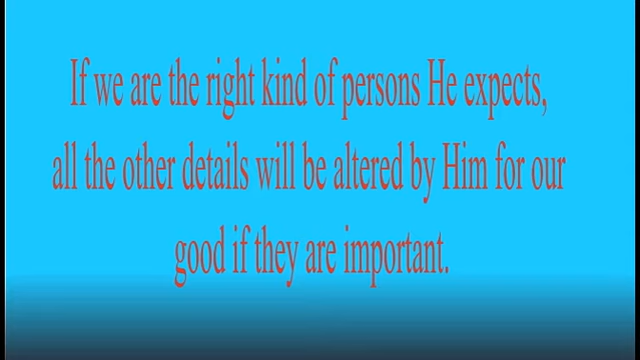 If we are the right kind of persons He expects,
all the other details will be altered by Him for our
good if they are important.